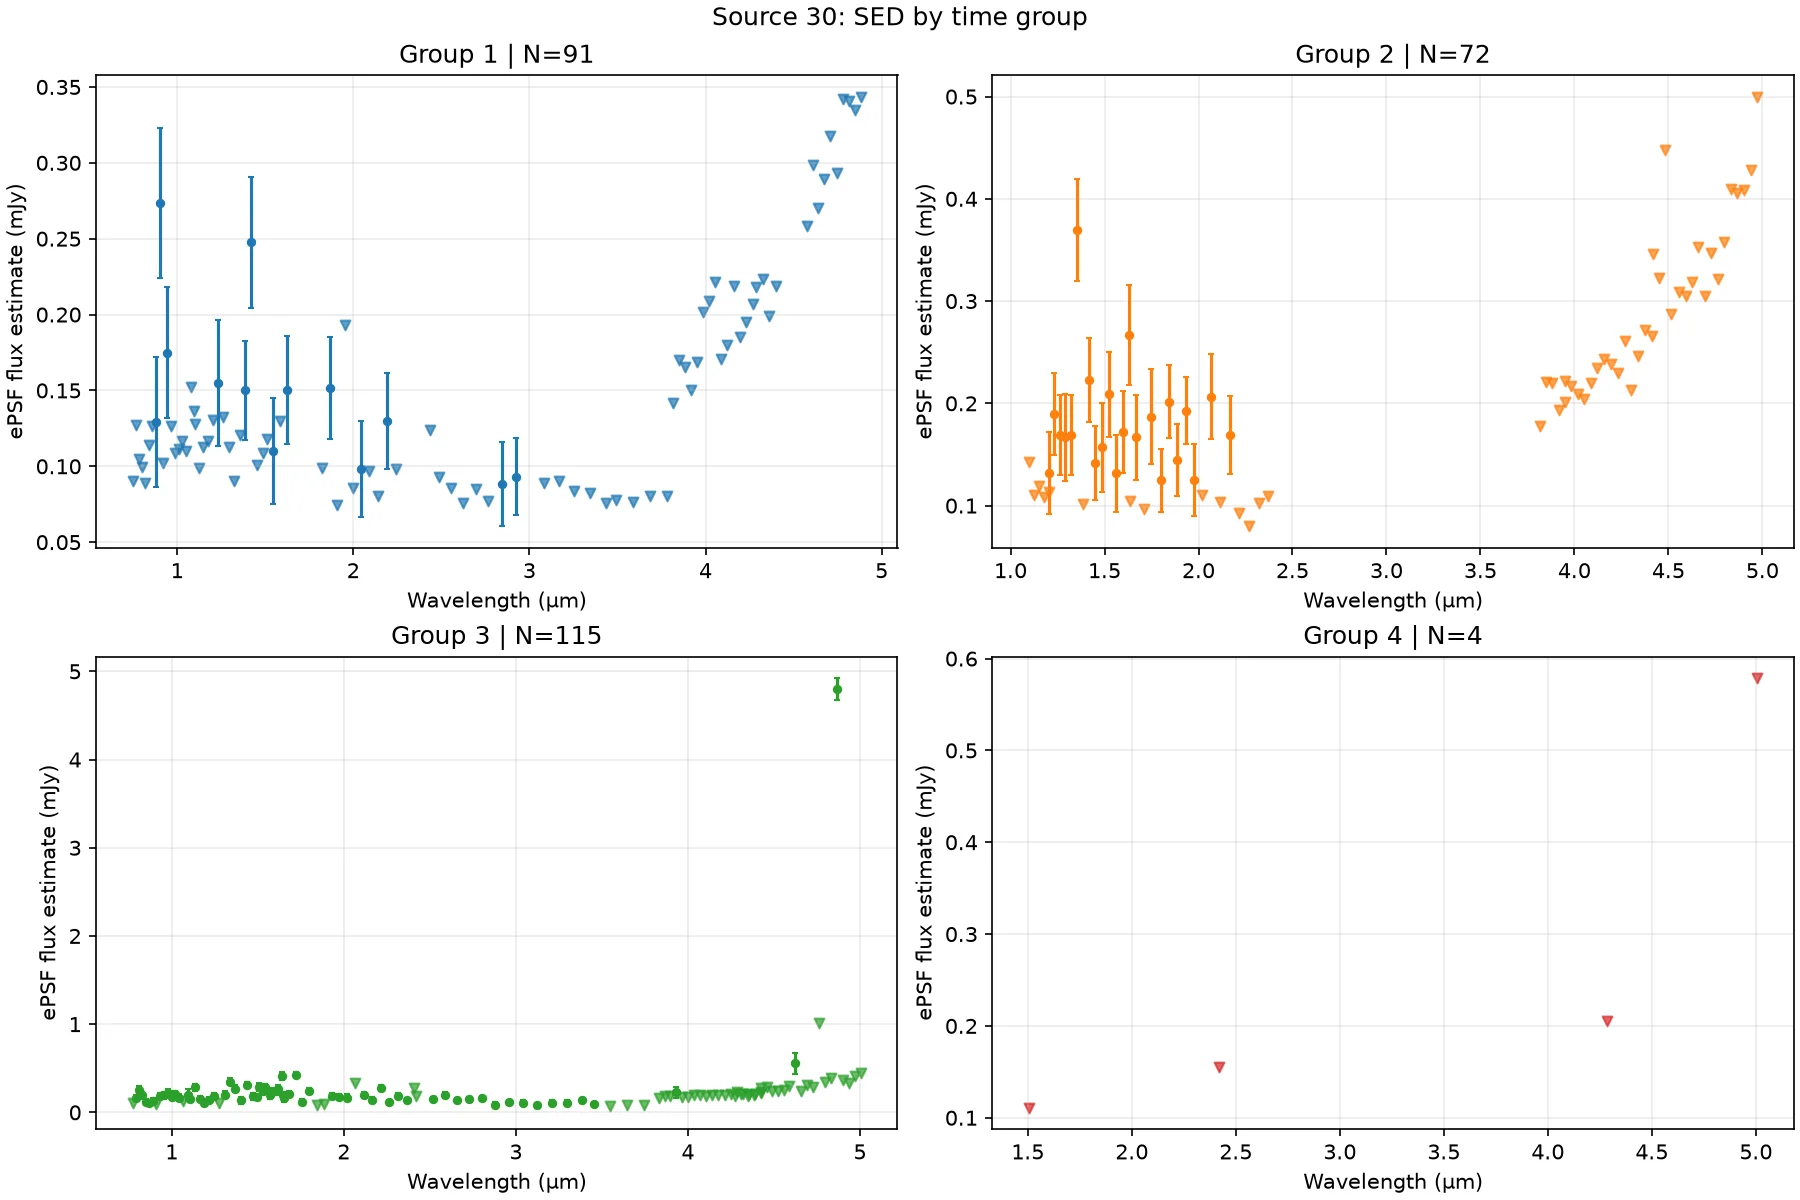 Source 30: SED by time group
Group 1 | N=91
0.35
0.30
0.25
0.20
0.15
0.10
0.05
ePSF flux estimate (mJy)
1 2 3 4 5
Wavelength (μm)
Group 2 | N=72
0.5
0.4
0.3
0.2
0.1
ePSF flux estimate (mJy)
1.0 1.5 2.0 2.5 3.0 3.5 4.0 4.5 5.0
Wavelength (μm)
Group 3 | N=115
5
4
3
2
1
0
ePSF flux estimate (mJy)
1 2 3 4 5
Wavelength (μm)
Group 4 | N=4
0.6
0.5
0.4
0.3
0.2
0.1
ePSF flux estimate (mJy)
1.5 2.0 2.5 3.0 3.5 4.0 4.5 5.0
Wavelength (μm)